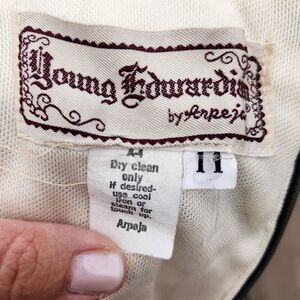 Young Edwardian
by Arpeja
A-4
Dry clean
only
If desired-
use cool
iron or
steam for
touch up.
Arpeja
11